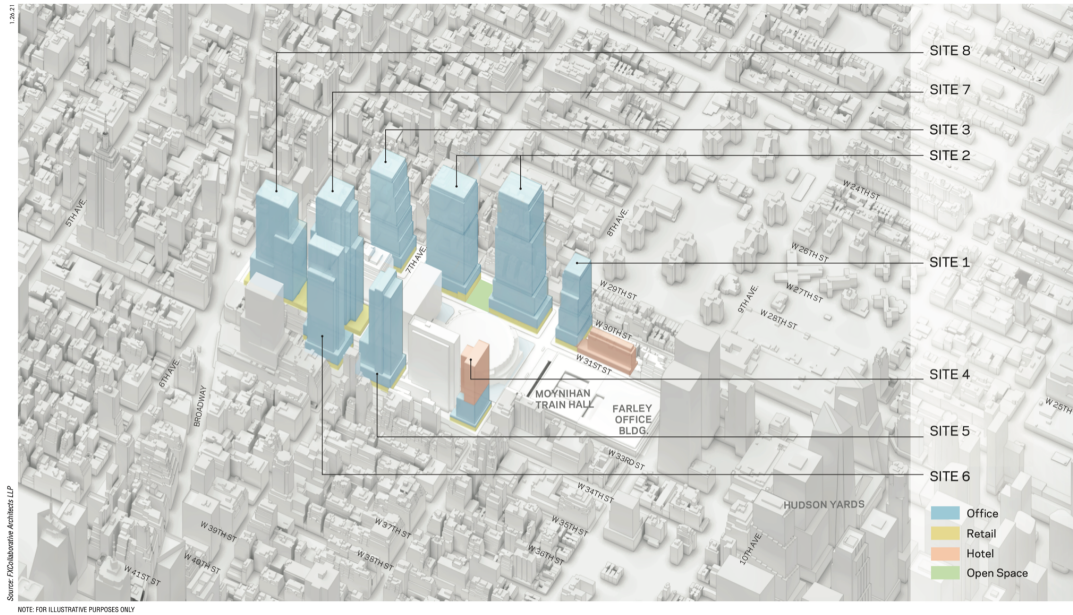 1.26.21
SITE 8
SITE 7
SITE 3
SITE 2
W 24TH ST
5TH AVE.
8TH AVE.
W 26TH ST
7TH AVE.
SITE 1
W 29TH ST
W 27TH ST
9TH AVE.
W 28TH ST
W 30TH ST
W 31ST ST
6TH AVE.
SITE 4
BROADWAY
MOYNIHAN
TRAIN HALL
FARLEY
OFFICE
BLDG.
W 25TH ST
SITE 5
W 33RD ST
SITE 6
W 34TH ST
HUDSON YARDS
W 35TH ST
W 37TH ST
W 39TH ST
W 36TH ST
W 38TH ST
W 40TH ST
10TH AVE.
W 41ST ST
Office
Retail
Hotel
Open Space
Source: FXCollaborative Architects LLP
NOTE: FOR ILLUSTRATIVE PURPOSES ONLY